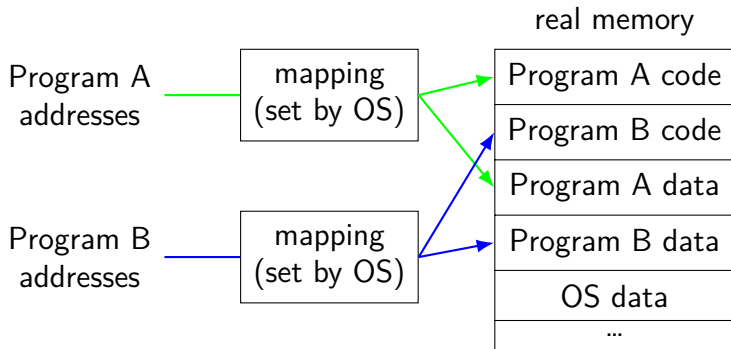 real memory
Program A
addresses
mapping
(set by OS)
Program A code
Program B code
Program A data
Program B
addresses
mapping
(set by OS)
Program B data
OS data
...